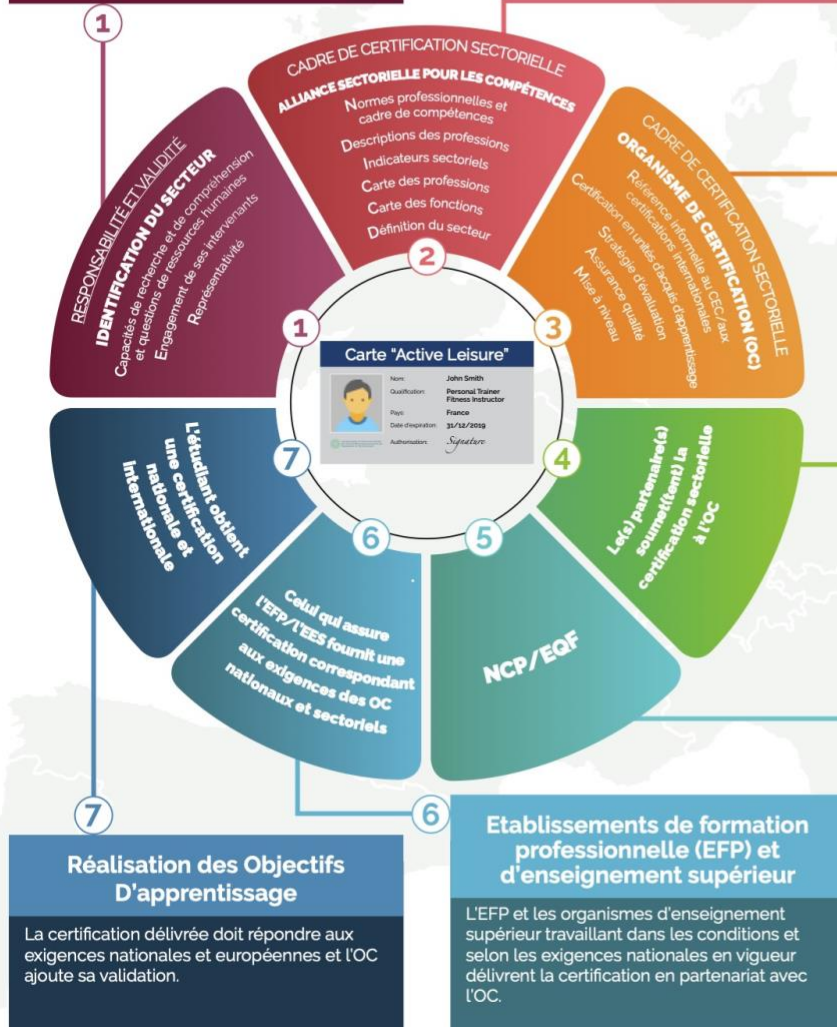 1
CADRE DE CERTIFICATION SECTORIELLE
ALLIANCE SECTORIELLE POUR LES COMPÉTENCES
Normes professionnelles et
cadre de compétences
Descriptions des professions
Indicateurs sectoriels
Carte des professions
Carte des fonctions
Définition du secteur
2
RESPONSABILITÉ ET VALIDITÉ
IDENTIFICATION DU SECTEUR
Capacités de recherche et de compréhension
et questions de ressources humaines
Engagement de ses intervenants
Représentativité
1
CADRE DE CERTIFICATION SECTORIELLE
ORGANISME DE CERTIFICATION (OC)
Référence informelle au CEC/aux
certifications internationales
Certification en unités d'acquis d'apprentissage
Stratégie d'évaluation
Assurance qualité
Mise à niveau
3
Carte "Active Leisure"
Nom: John Smith
Qualification: Personal Trainer
Fitness Instructor
Pays: France
Date d'expiration: 31/12/2019
Authorisation: Signature
4
Le(s) partenaire(s)
soumet(tent) la
certification sectorielle
à l'OC
5
NCP/EQF
6
Celui qui assure
l'EFP/l'EES fournit une
certification correspondant
aux exigences des OC
nationaux et sectoriels
7
L'étudiant obtient
une certification
nationale et
Internationale
7
Réalisation des Objectifs
D'apprentissage
La certification délivrée doit répondre aux
exigences nationales et européennes et l'OC
ajoute sa validation.
6
Etablissements de formation
professionnelle (EFP) et
d'enseignement supérieur
L'EFP et les organismes d'enseignement
supérieur travaillant dans les conditions et
selon les exigences nationales en vigueur
délivrent la certification en partenariat avec
l'OC.